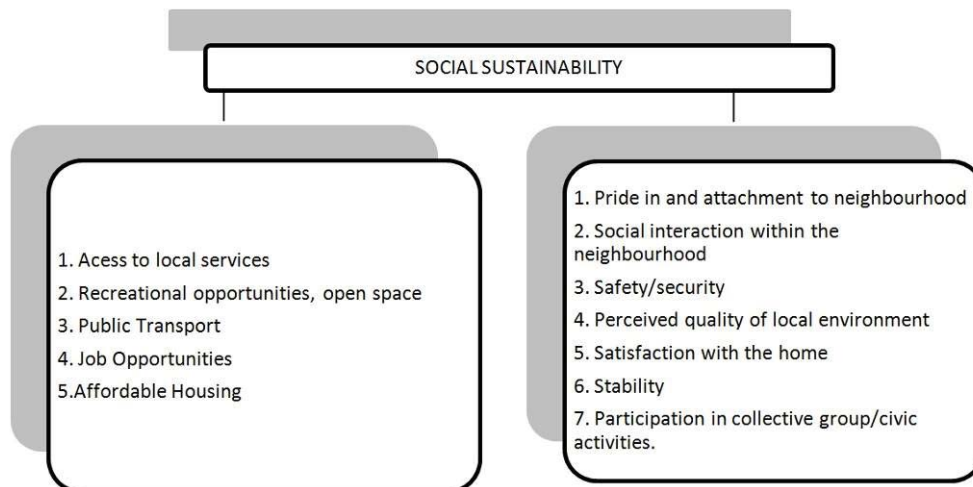 SOCIAL SUSTAINABILITY
1. Acess to local services
2. Recreational opportunities, open space
3. Public Transport
4. Job Opportunities
5.Affordable Housing
1. Pride in and attachment to neighbourhood
2. Social interaction within the
neighbourhood
3. Safety/security
4. Perceived quality of local environment
5. Satisfaction with the home
6. Stability
7. Participation in collective group/civic
activities.